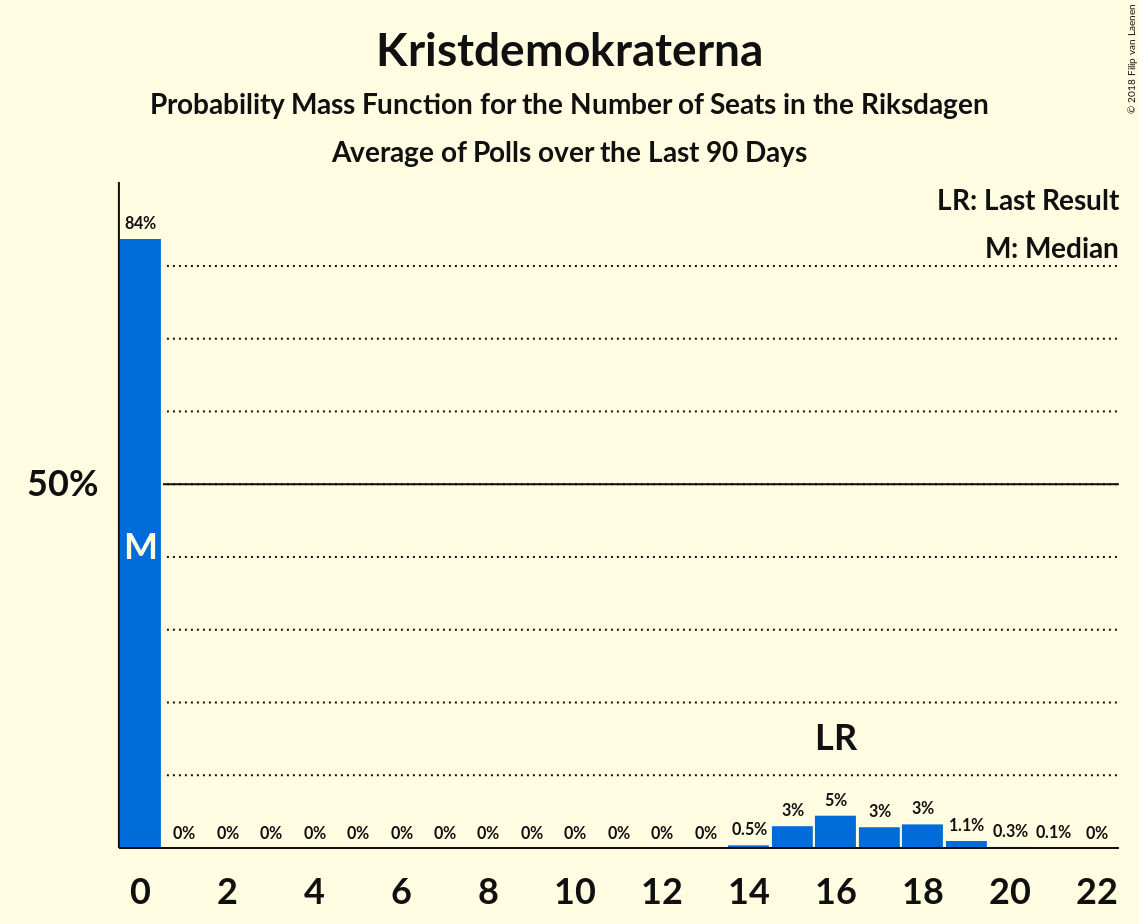 Kristdemokraterna
Probability Mass Function for the Number of Seats in the Riksdagen
Average of Polls over the Last 90 Days
© 2018 Filip van Laenen
LR: Last Result
M: Median
84%
50%
M
LR
0% 0% 0% 0% 0% 0% 0% 0% 0% 0% 0% 0% 0% 0.5% 3% 5% 3% 3% 1.1% 0.3% 0.1% 0%
0 2 4 6 8 10 12 14 16 18 20 22